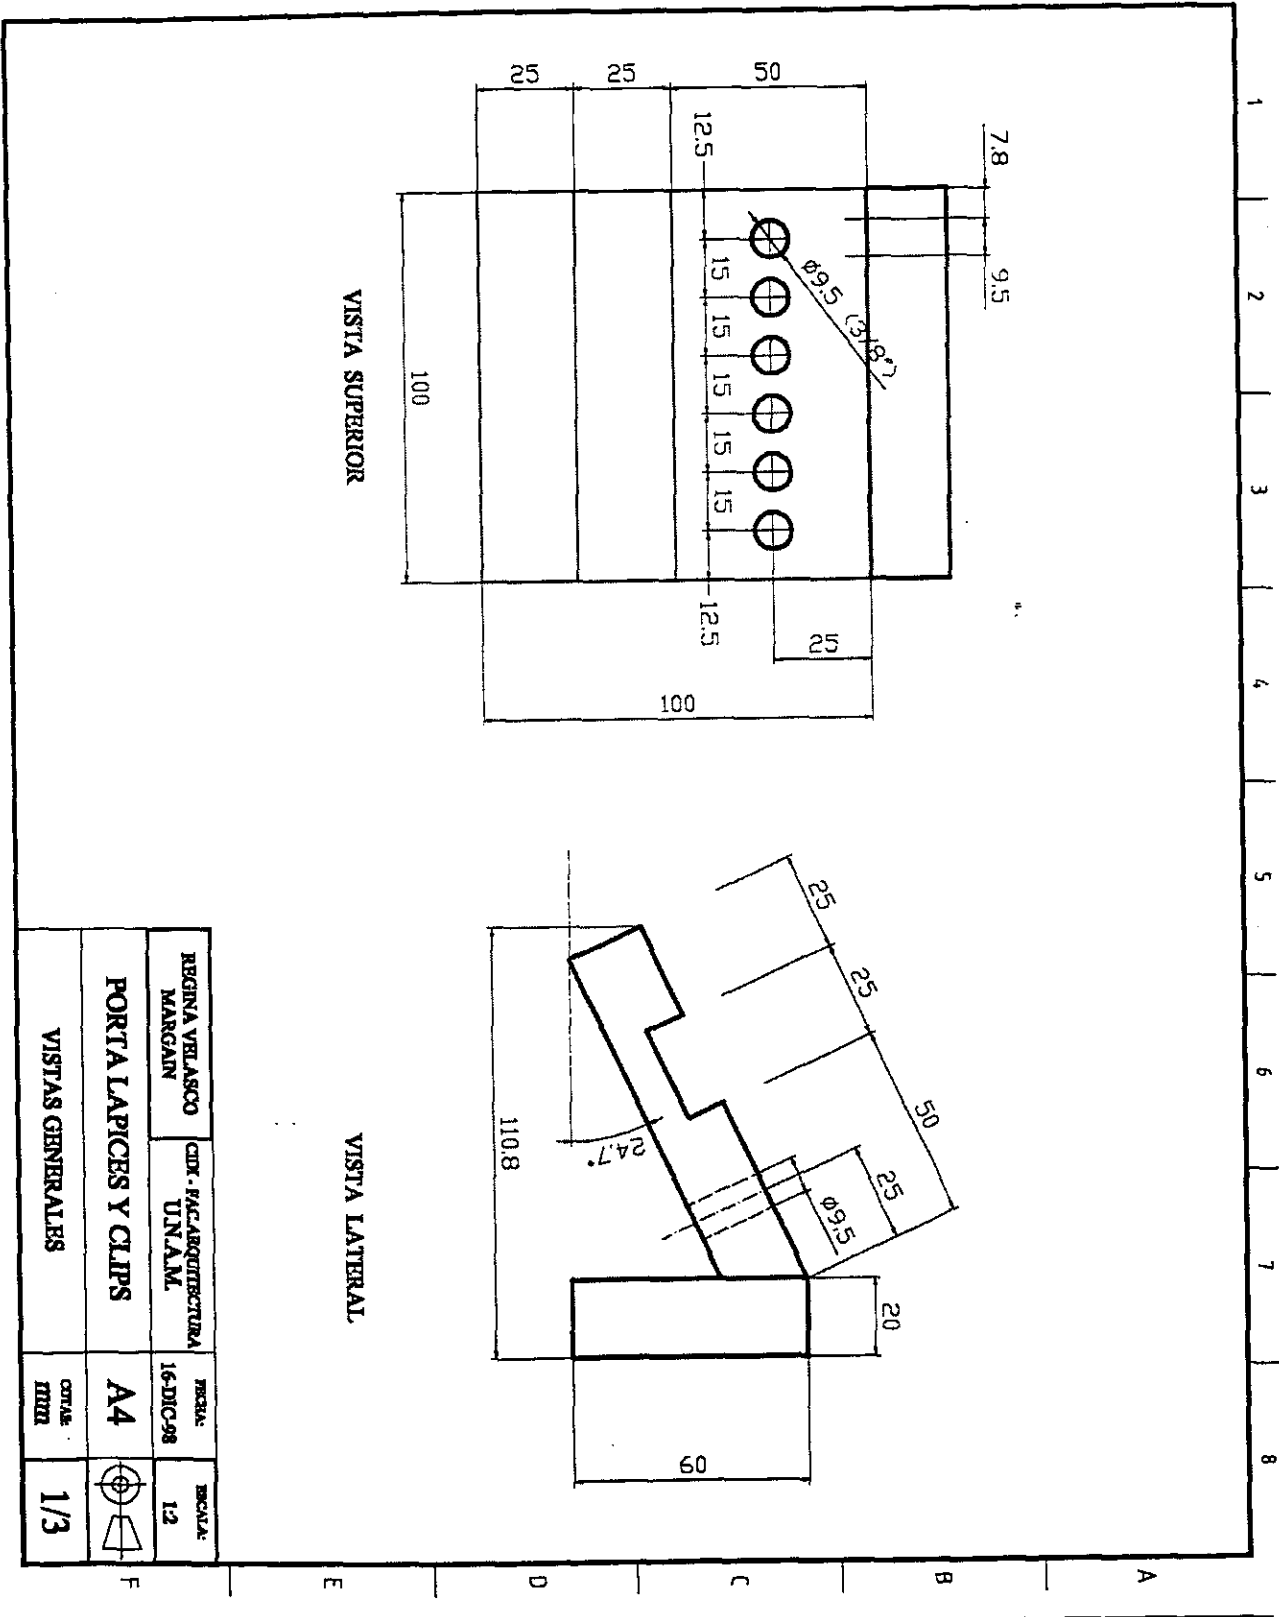 1
2
3
4
5
6
7
8
A
B
C
D
E
F
25
25
50
12.5
7.8
9.5
ø9.5 (3/8")
15
15
15
15
15
12.5
25
100
100
VISTA SUPERIOR
25
25
50
25
ø9.5
20
24.7°
110.8
60
VISTA LATERAL
REGINA VELASCO
MARGAIN
CIDI - FAC.ARQUITECTURA
U.N.A.M.
FECHA:
16-DIC-98
ESCALA:
1:2
PORTA LAPICES Y CLIPS
A4
VISTAS GENERALES
COTAS:
mm
1/3